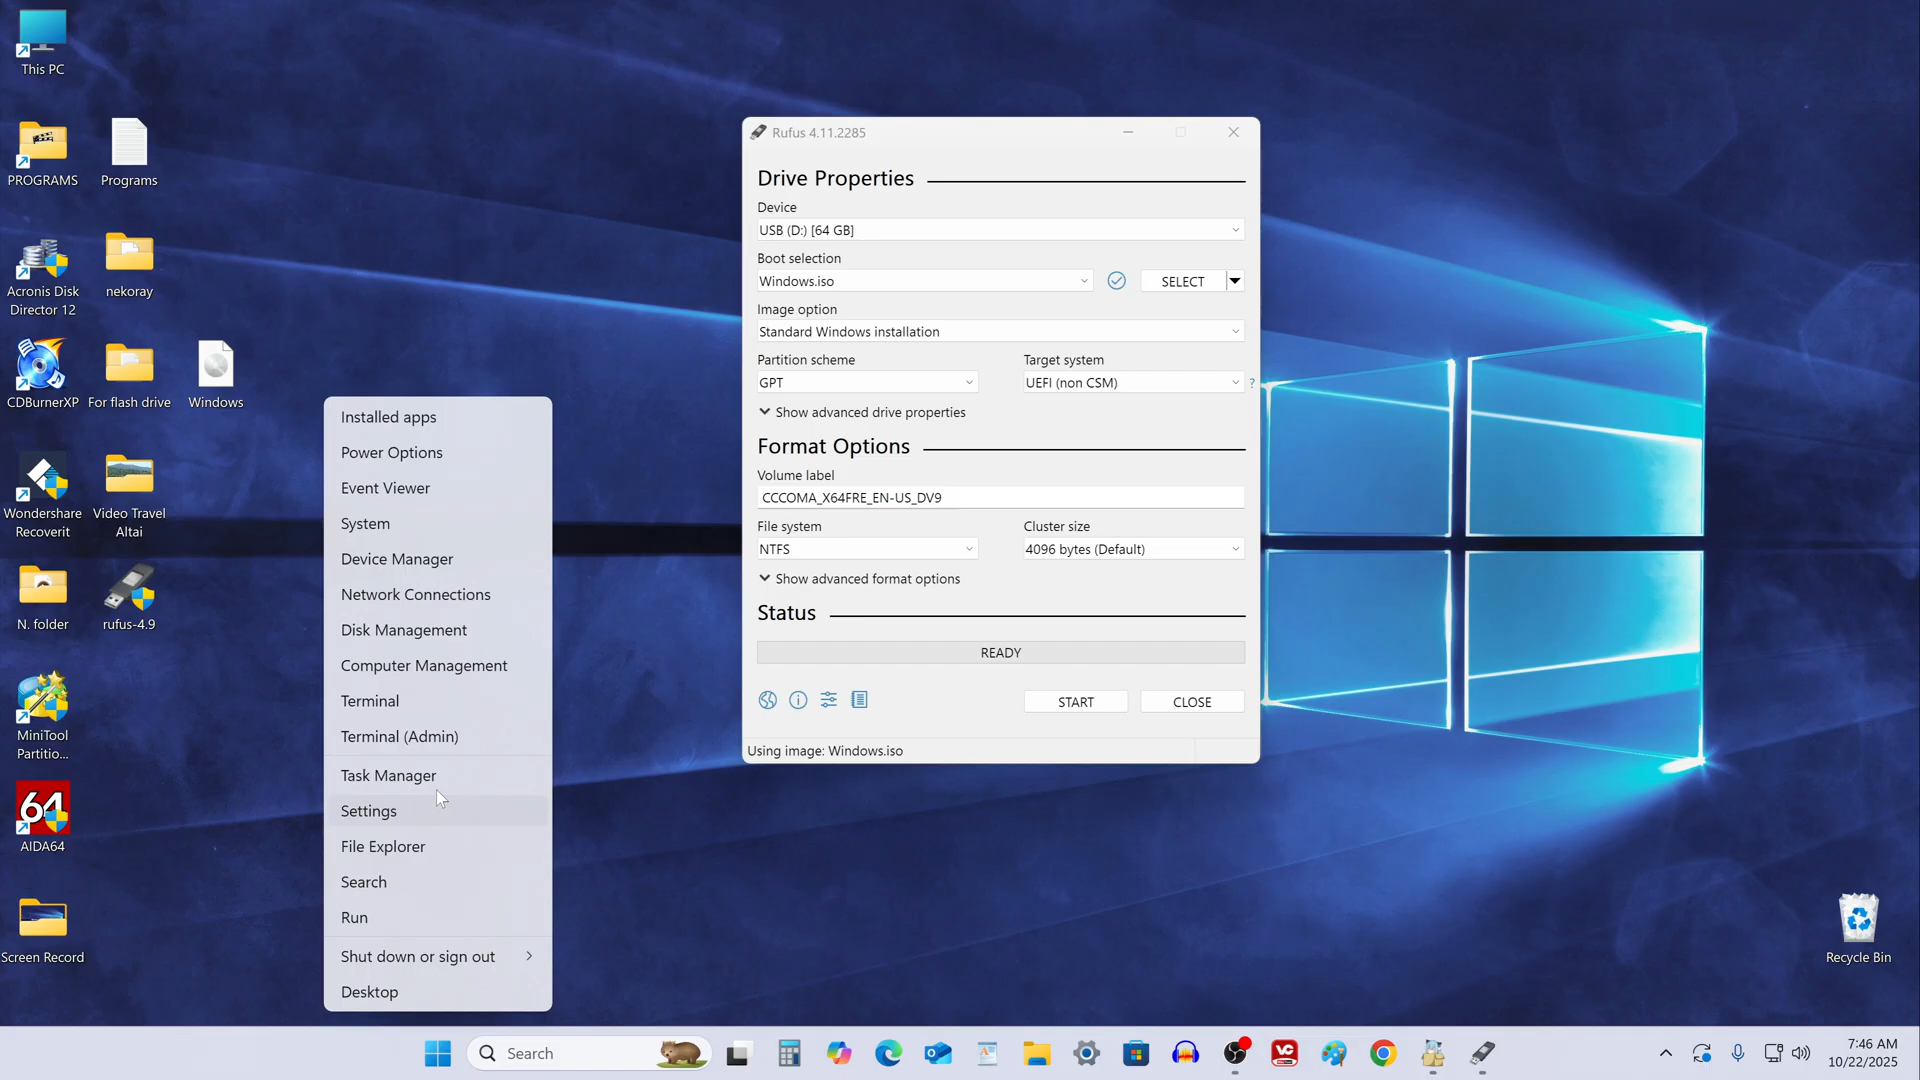 This PC
PROGRAMS
Programs
Acronis Disk
Director 12
nekoray
CDBurnerXP
For flash drive
Windows
Wondershare
Recoverit
Video Travel
Altai
N. folder
rufus-4.9
MiniTool
Partitio...
64
AIDA64
Screen Record
Installed apps
Power Options
Event Viewer
System
Device Manager
Network Connections
Disk Management
Computer Management
Terminal
Terminal (Admin)
Task Manager
Settings
File Explorer
Search
Run
Shut down or sign out
Desktop
Rufus 4.11.2285
Drive Properties
Device
USB (D:) [64 GB]
Boot selection
Windows.iso
SELECT
Image option
Standard Windows installation
Partition scheme
Target system
GPT
UEFI (non CSM)
?
Show advanced drive properties
Format Options
Volume label
CCCOMA_X64FRE_EN-US_DV9
File system
Cluster size
NTFS
4096 bytes (Default)
Show advanced format options
Status
READY
START
CLOSE
Using image: Windows.iso
Recycle Bin
Search
VC
7:46 AM
10/22/2025